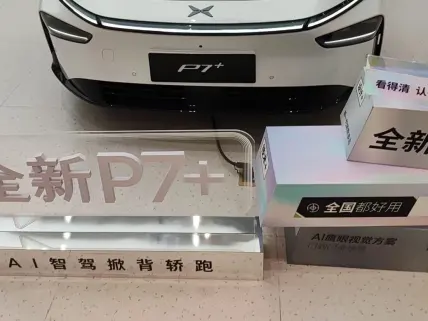 P7+
看得清 认
全新
全新P7+
全国都好用
AI鹰眼视觉方案
AI智驾掀背轿跑